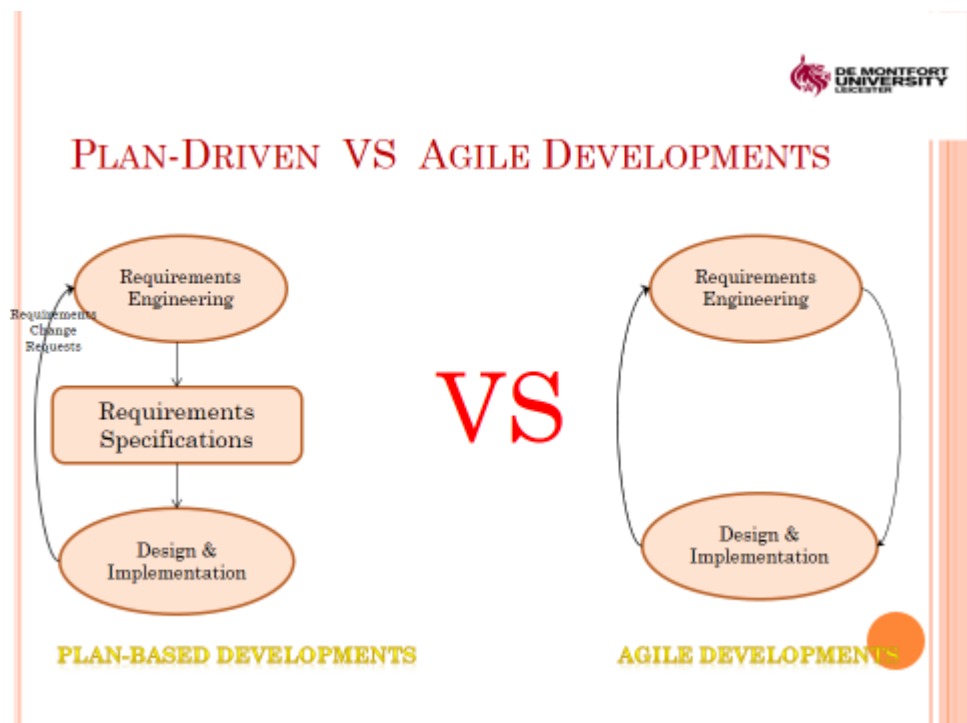 DE MONTFORT
UNIVERSITY
LEICESTER
PLAN-DRIVEN VS AGILE DEVELOPMENTS
Requirements
Engineering
Requirements
Change
Requests
Requirements
Specifications
Design &
Implementation
VS
Requirements
Engineering
Design &
Implementation
PLAN-BASED DEVELOPMENTS
AGILE DEVELOPMENTS